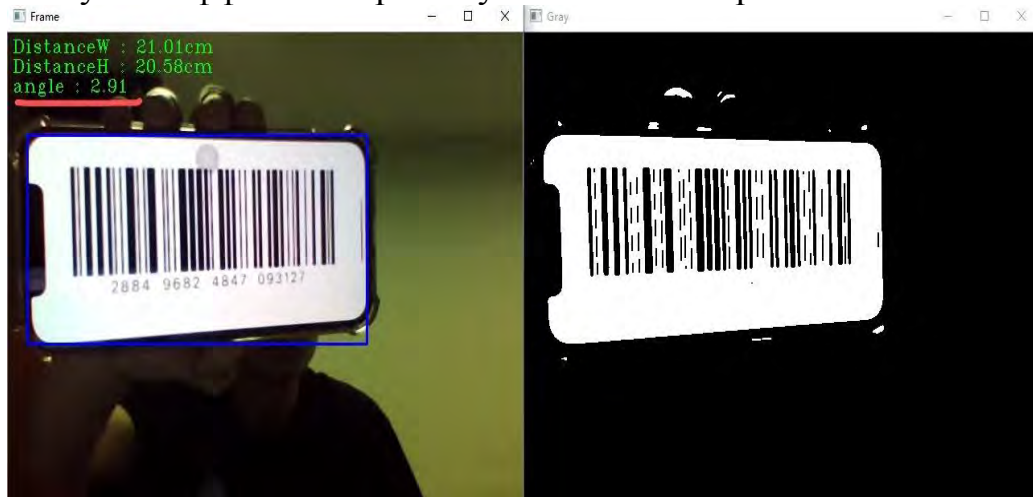 Frame
Gray
DistanceW : 21.01cm
DistanceH : 20.58cm
angle : 2.91
2884 9682 4847 093127